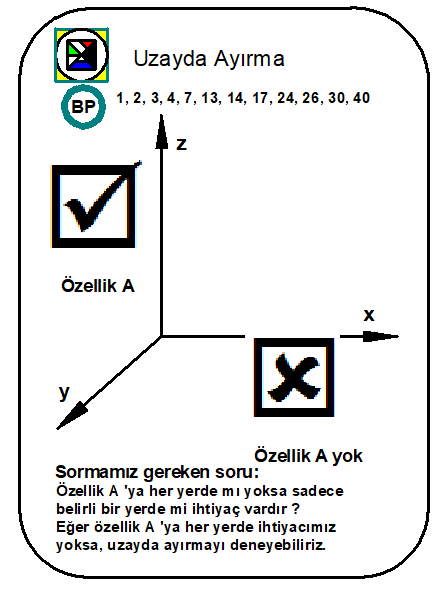 Uzayda Ayırma
BP
1, 2, 3, 4, 7, 13, 14, 17, 24, 26, 30, 40
z
Özellik A
x
y
Özellik A yok
Sormamız gereken soru:
Özellik A 'ya her yerde mı yoksa sadece
belirli bir yerde mi ihtiyaç vardır ?
Eğer özellik A 'ya her yerde ihtiyacımız
yoksa, uzayda ayırmayı deneyebiliriz.